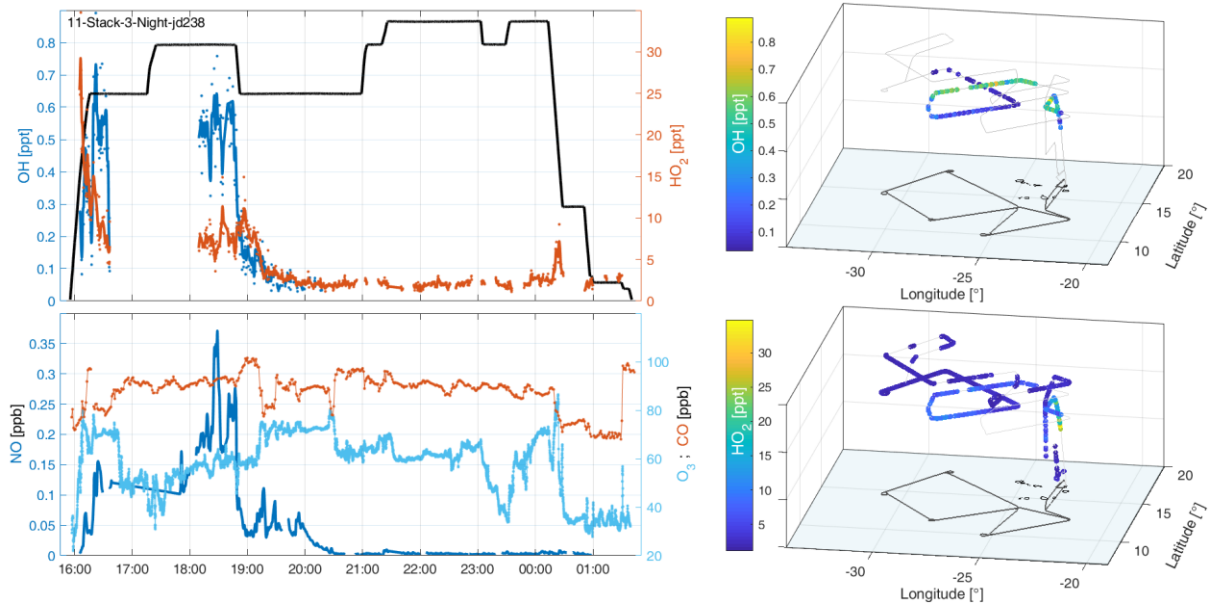 11-Stack-3-Night-jd238
0.8
0.7
0.6
0.5
0.4
0.3
0.2
0.1
0
OH [ppt]
30
25
20
15
10
5
0
HO2 [ppt]
0.35
0.3
0.25
0.2
0.15
0.1
0.05
0
NO [ppb]
100
80
60
40
20
O3 ; CO [ppb]
16:00 17:00 18:00 19:00 20:00 21:00 22:00 23:00 00:00 01:00
0.8
0.7
0.6
0.5
0.4
0.3
0.2
0.1
OH [ppt]
-30 -25 -20
Longitude [°]
10 15 20
Latitude [°]
30
25
20
15
10
5
HO2 [ppt]
-30 -25 -20
Longitude [°]
10 15 20
Latitude [°]